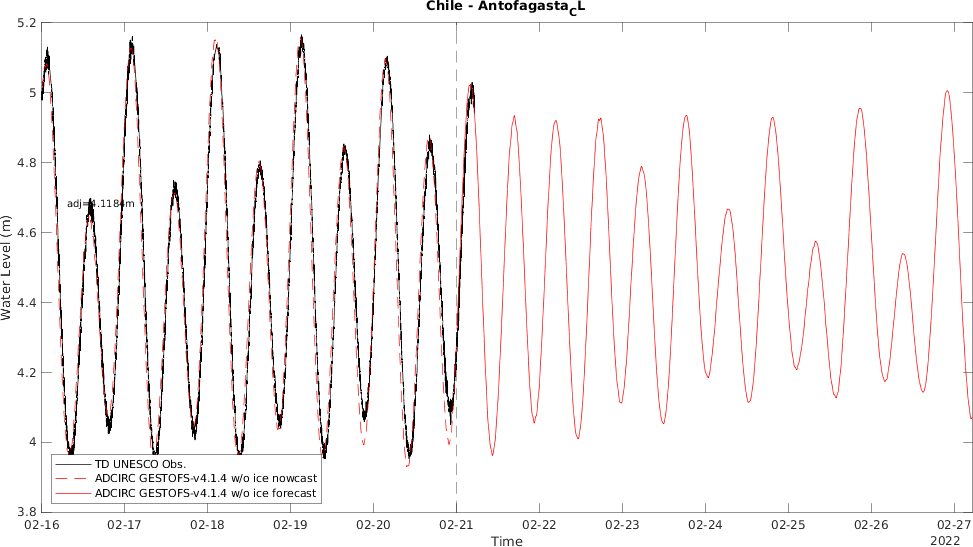 Chile - Antofagasta_CL
5.2
5
4.8
4.6
4.4
4.2
4
3.8
Water Level (m)
adj=4.1184m
TD UNESCO Obs.
ADCIRC GESTOFS-v4.1.4 w/o ice nowcast
ADCIRC GESTOFS-v4.1.4 w/o ice forecast
02-16 02-17 02-18 02-19 02-20 02-21 02-22 02-23 02-24 02-25 02-26 02-27
Time
2022